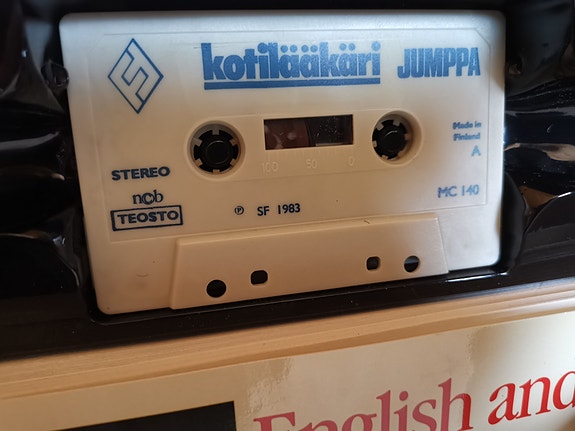 kotilääkäri JUMPPA
Made in
Finland
A
100 50 0
STEREO
ncb
TEOSTO
MC 140
℗ SF 1983
English and